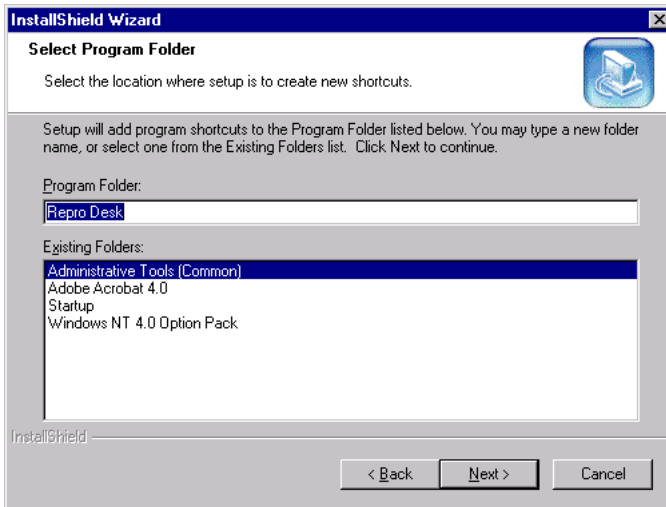 InstallShield Wizard
Select Program Folder
Select the location where setup is to create new shortcuts.
Setup will add program shortcuts to the Program Folder listed below. You may type a new folder
name, or select one from the Existing Folders list. Click Next to continue.
Program Folder:
Repro Desk
Existing Folders:
Administrative Tools (Common)
Adobe Acrobat 4.0
Startup
Windows NT 4.0 Option Pack
InstallShield
< Back
Next >
Cancel